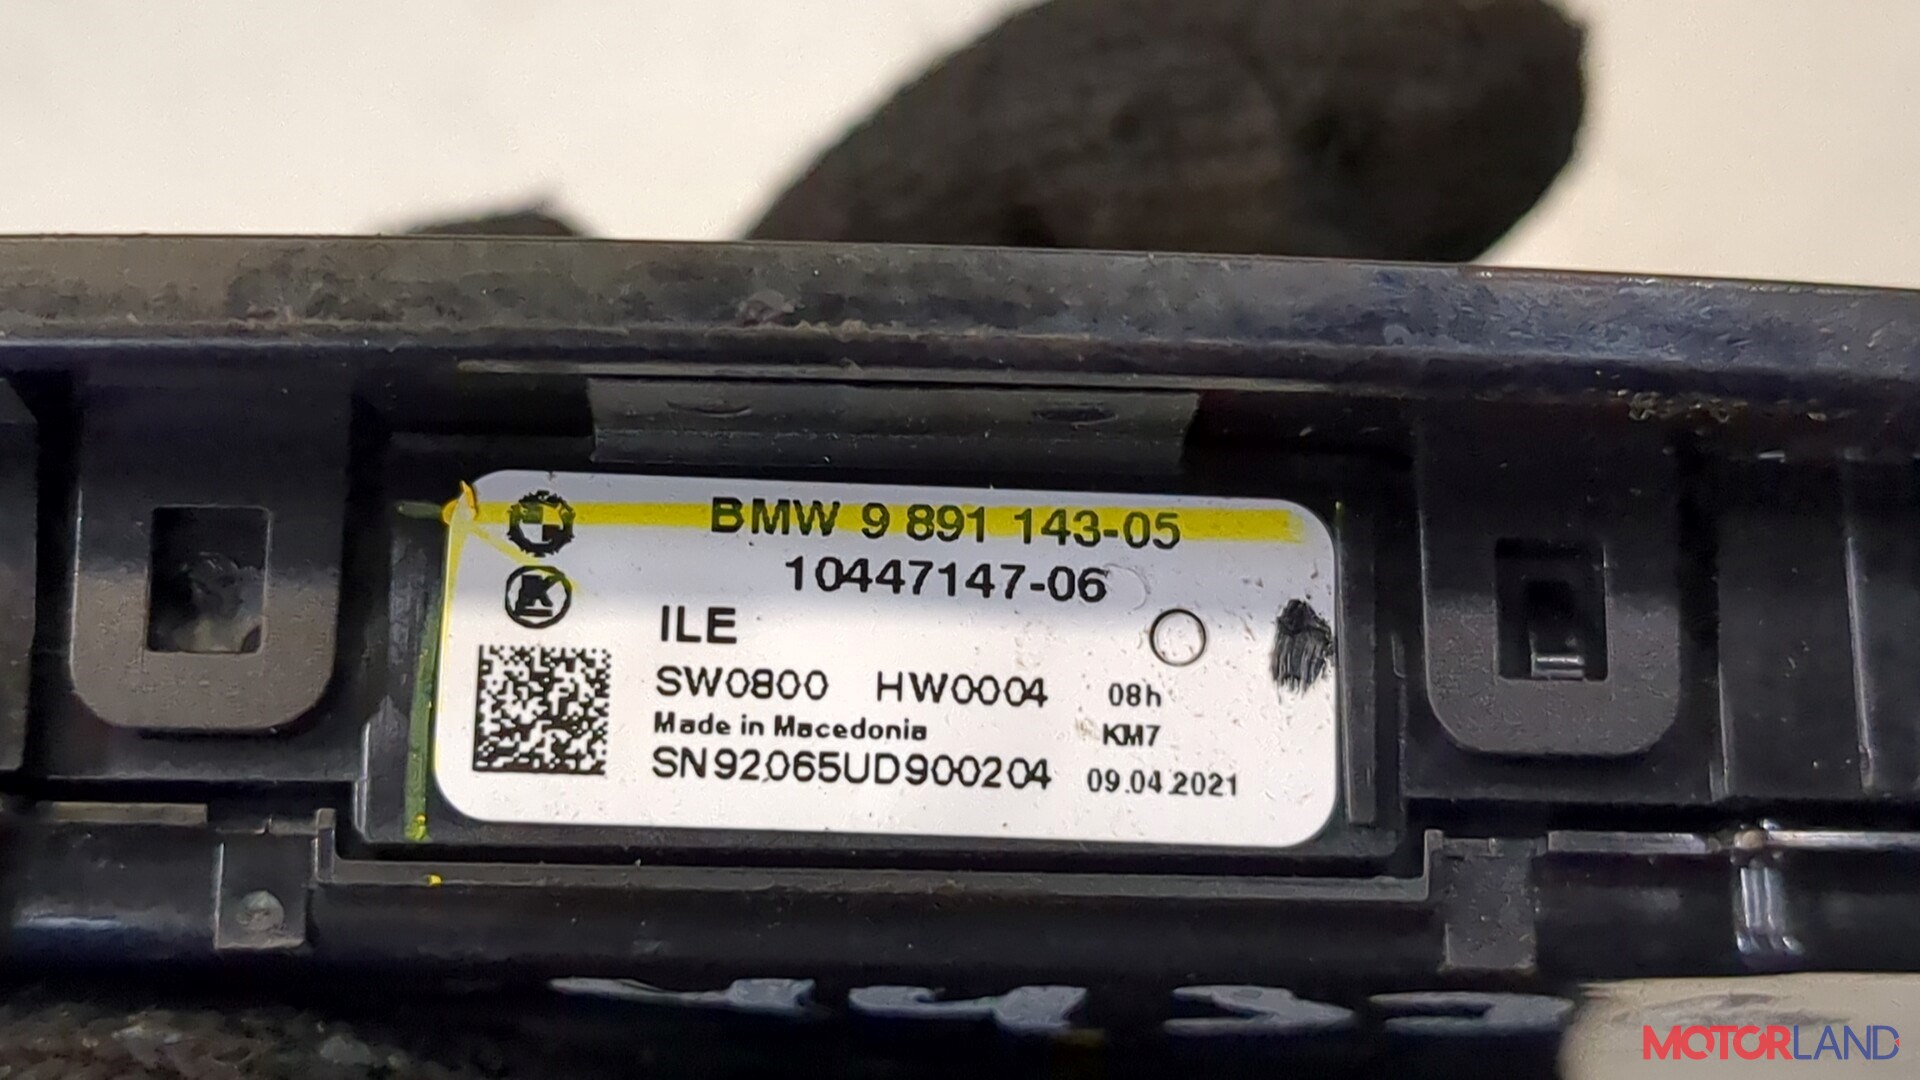 BMW 9 891 143-05
10447147-06
K
ILE
SW0800 HW0004 08h
Made in Macedonia KM7
SN92065UD900204 09.04.2021
MOTORLAND